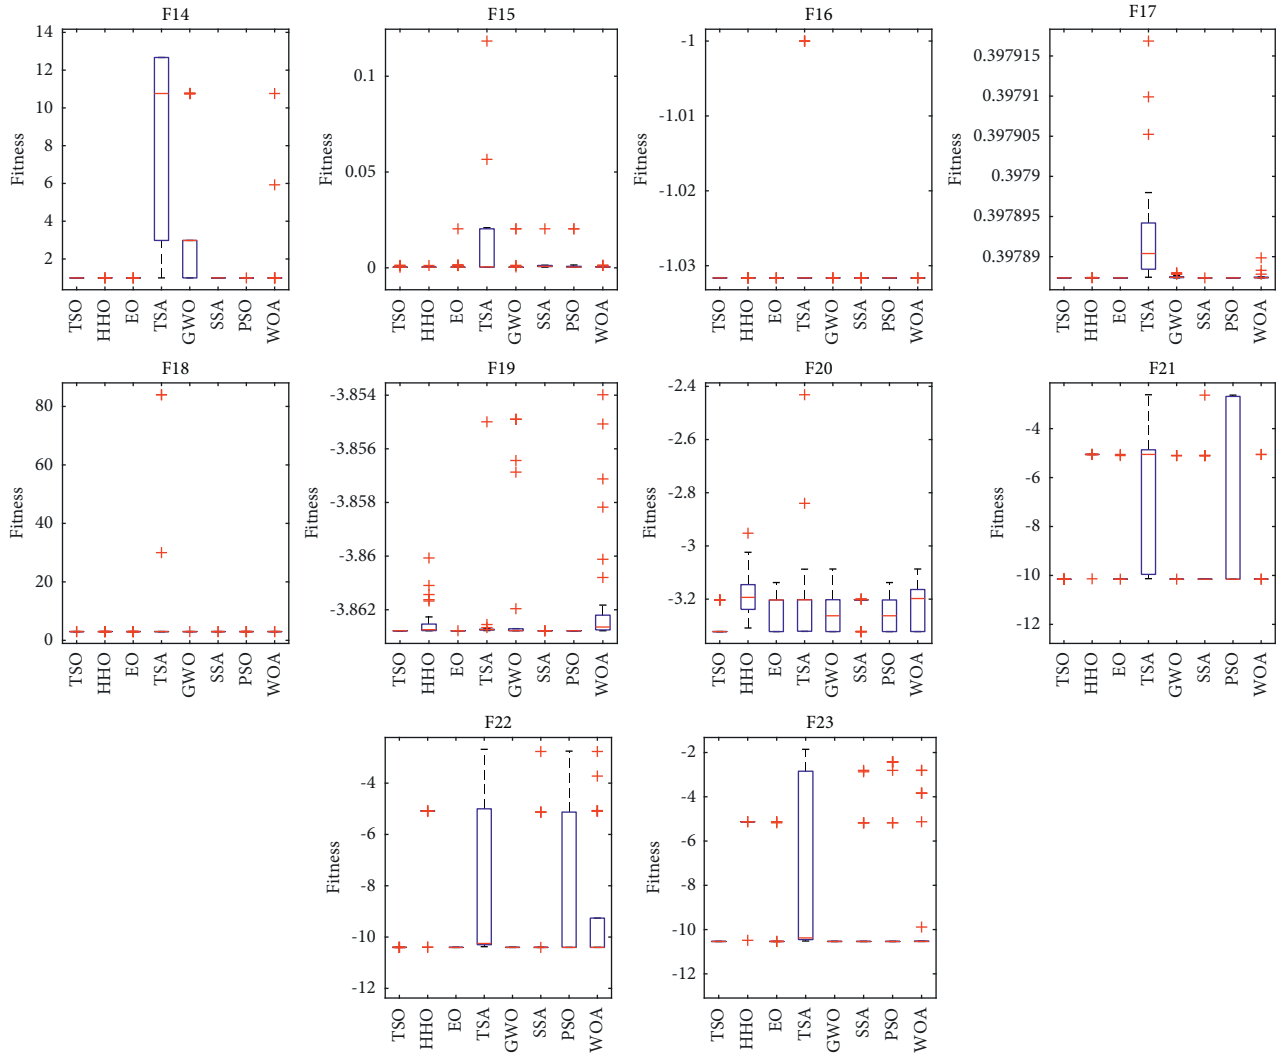 F14
14
12
10
8
6
4
2
Fitness
TSO
HHO
EO
TSA
GWO
SSA
PSO
WOA
F15
0.1
0.05
0
Fitness
TSO
HHO
EO
TSA
GWO
SSA
PSO
WOA
F16
-1
-1.01
-1.02
-1.03
Fitness
TSO
HHO
EO
TSA
GWO
SSA
PSO
WOA
F17
0.397915
0.39791
0.397905
0.3979
0.397895
0.39789
Fitness
TSO
HHO
EO
TSA
GWO
SSA
PSO
WOA
F18
80
60
40
20
0
Fitness
TSO
HHO
EO
TSA
GWO
SSA
PSO
WOA
F19
-3.854
-3.856
-3.858
-3.86
-3.862
Fitness
TSO
HHO
EO
TSA
GWO
SSA
PSO
WOA
F20
-2.4
-2.6
-2.8
-3
-3.2
Fitness
TSO
HHO
EO
TSA
GWO
SSA
PSO
WOA
F21
-4
-6
-8
-10
-12
Fitness
TSO
HHO
EO
TSA
GWO
SSA
PSO
WOA
F22
-4
-6
-8
-10
-12
Fitness
TSO
HHO
EO
TSA
GWO
SSA
PSO
WOA
F23
-2
-4
-6
-8
-10
-12
Fitness
TSO
HHO
EO
TSA
GWO
SSA
PSO
WOA